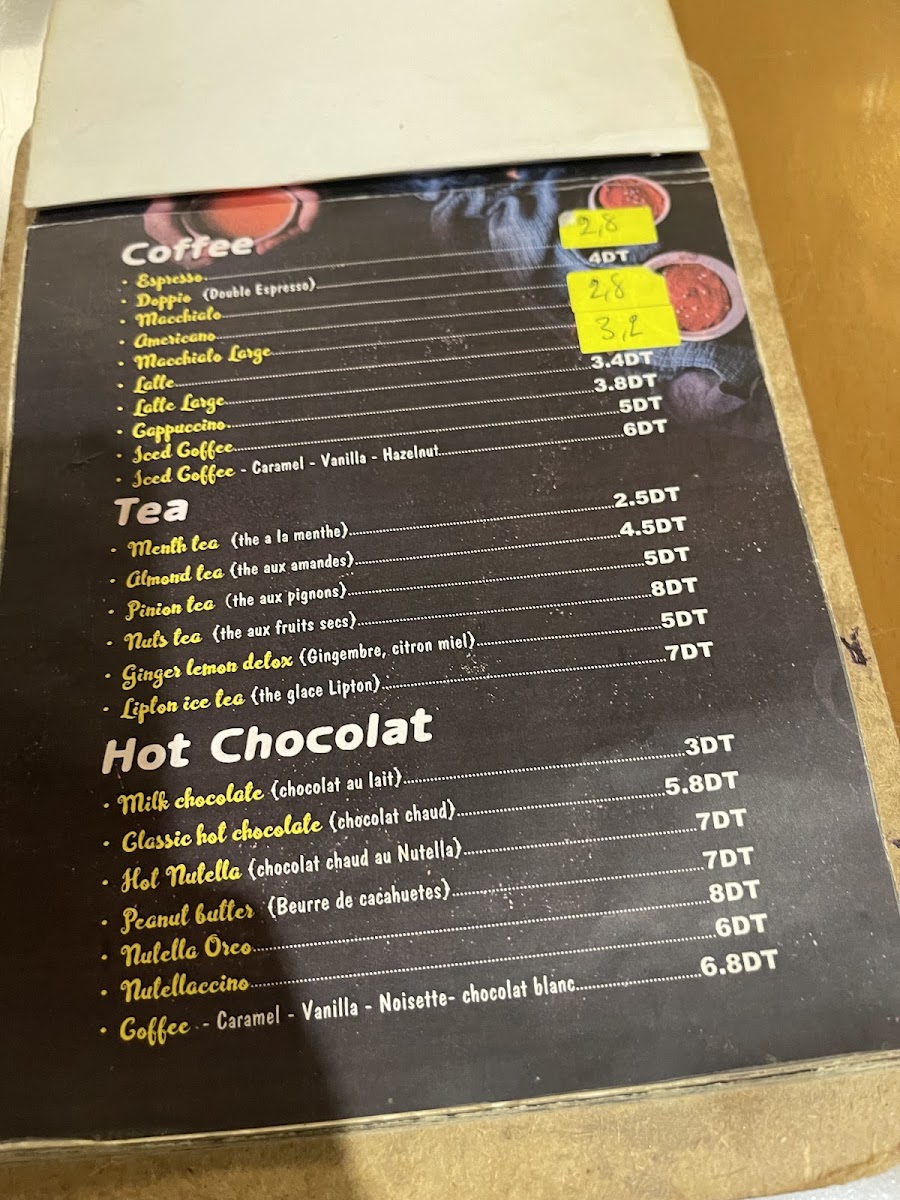 Coffee
• Espresso 2,8
• Doppio (Double Espresso) 4DT
• Macchiato 2,8
• Americano
• Macchiato Large 3,2
• Latte
• Latte Large 3.4DT
• Cappuccino 3.8DT
• Iced Coffee 5DT
• Iced Coffee - Caramel - Vanilla - Hazelnut 6DT
Tea
• Menth tea (the a la menthe) 2.5DT
• Almond tea (the aux amandes) 4.5DT
• Pinion tea (the aux pignons) 5DT
• Nuts tea (the aux fruits secs) 8DT
• Ginger lemon detox (Gingembre, citron miel) 5DT
• Lipton ice tea (the glace Lipton) 7DT
Hot Chocolat
• Milk chocolate (chocolat au lait) 3DT
• Classic hot chocolate (chocolat chaud) 5.8DT
• Hot Nutella (chocolat chaud au Nutella) 7DT
• Peanut butter (Beurre de cacahuetes) 7DT
• Nutella Oreo 8DT
• Nutellaccino 6DT
• Coffee - Caramel - Vanilla - Noisette- chocolat blanc 6.8DT